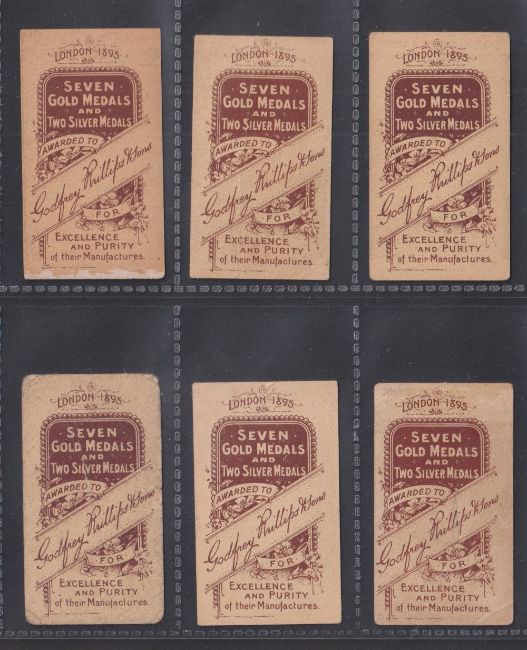 LONDON 1895
SEVEN
GOLD MEDALS
AND
TWO SILVER MEDALS
AWARDED TO
Godfrey Phillips & Sons
FOR
EXCELLENCE
AND PURITY
of their Manufactures.
LONDON 1895
SEVEN
GOLD MEDALS
AND
TWO SILVER MEDALS
AWARDED TO
Godfrey Phillips & Sons
FOR
EXCELLENCE
AND PURITY
of their Manufactures.
LONDON 1895
SEVEN
GOLD MEDALS
AND
TWO SILVER MEDALS
AWARDED TO
Godfrey Phillips & Sons
FOR
EXCELLENCE
AND PURITY
of their Manufactures.
LONDON 1895
SEVEN
GOLD MEDALS
AND
TWO SILVER MEDALS
AWARDED TO
Godfrey Phillips & Sons
FOR
EXCELLENCE
AND PURITY
of their Manufactures.
LONDON 1895
SEVEN
GOLD MEDALS
AND
TWO SILVER MEDALS
AWARDED TO
Godfrey Phillips & Sons
FOR
EXCELLENCE
AND PURITY
of their Manufactures.
LONDON 1895
SEVEN
GOLD MEDALS
AND
TWO SILVER MEDALS
AWARDED TO
Godfrey Phillips & Sons
FOR
EXCELLENCE
AND PURITY
of their Manufactures.